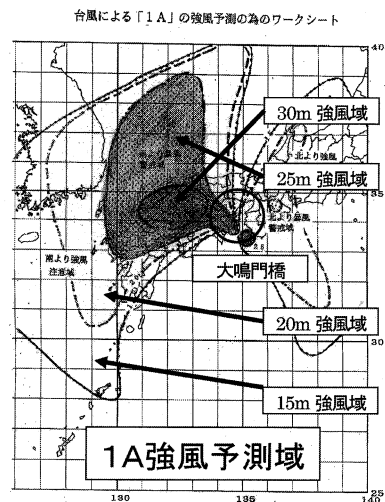 台風による「１Ａ」の強風予測の為のワークシート
40
30m 強風域
北より強風
25m 強風域
35
北より暴風
警戒域
南より強風
注意域
大鳴門橋
20m 強風域
30
15m 強風域
1A強風予測域
25
130
135
140